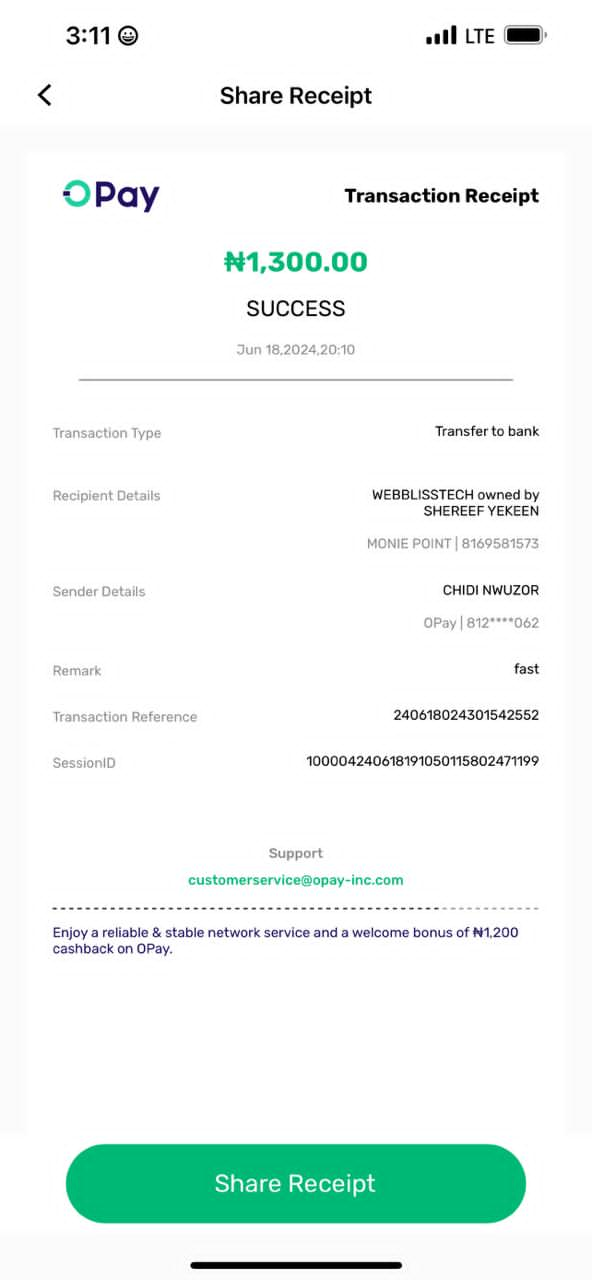 3:11 LTE
Share Receipt
OPay
Transaction Receipt
₦1,300.00
SUCCESS
Jun 18,2024,20:10
Transaction Type
Transfer to bank
Recipient Details
WEBBLISSTECH owned by
SHEREEF YEKEEN
MONIE POINT | 8169581573
Sender Details
CHIDI NWUZOR
OPay | 812****062
Remark
fast
Transaction Reference
240618024301542552
SessionID
100004240618191050115802471199
Support
customerservice@opay-inc.com
Enjoy a reliable & stable network service and a welcome bonus of ₦1,200
cashback on OPay.
Share Receipt